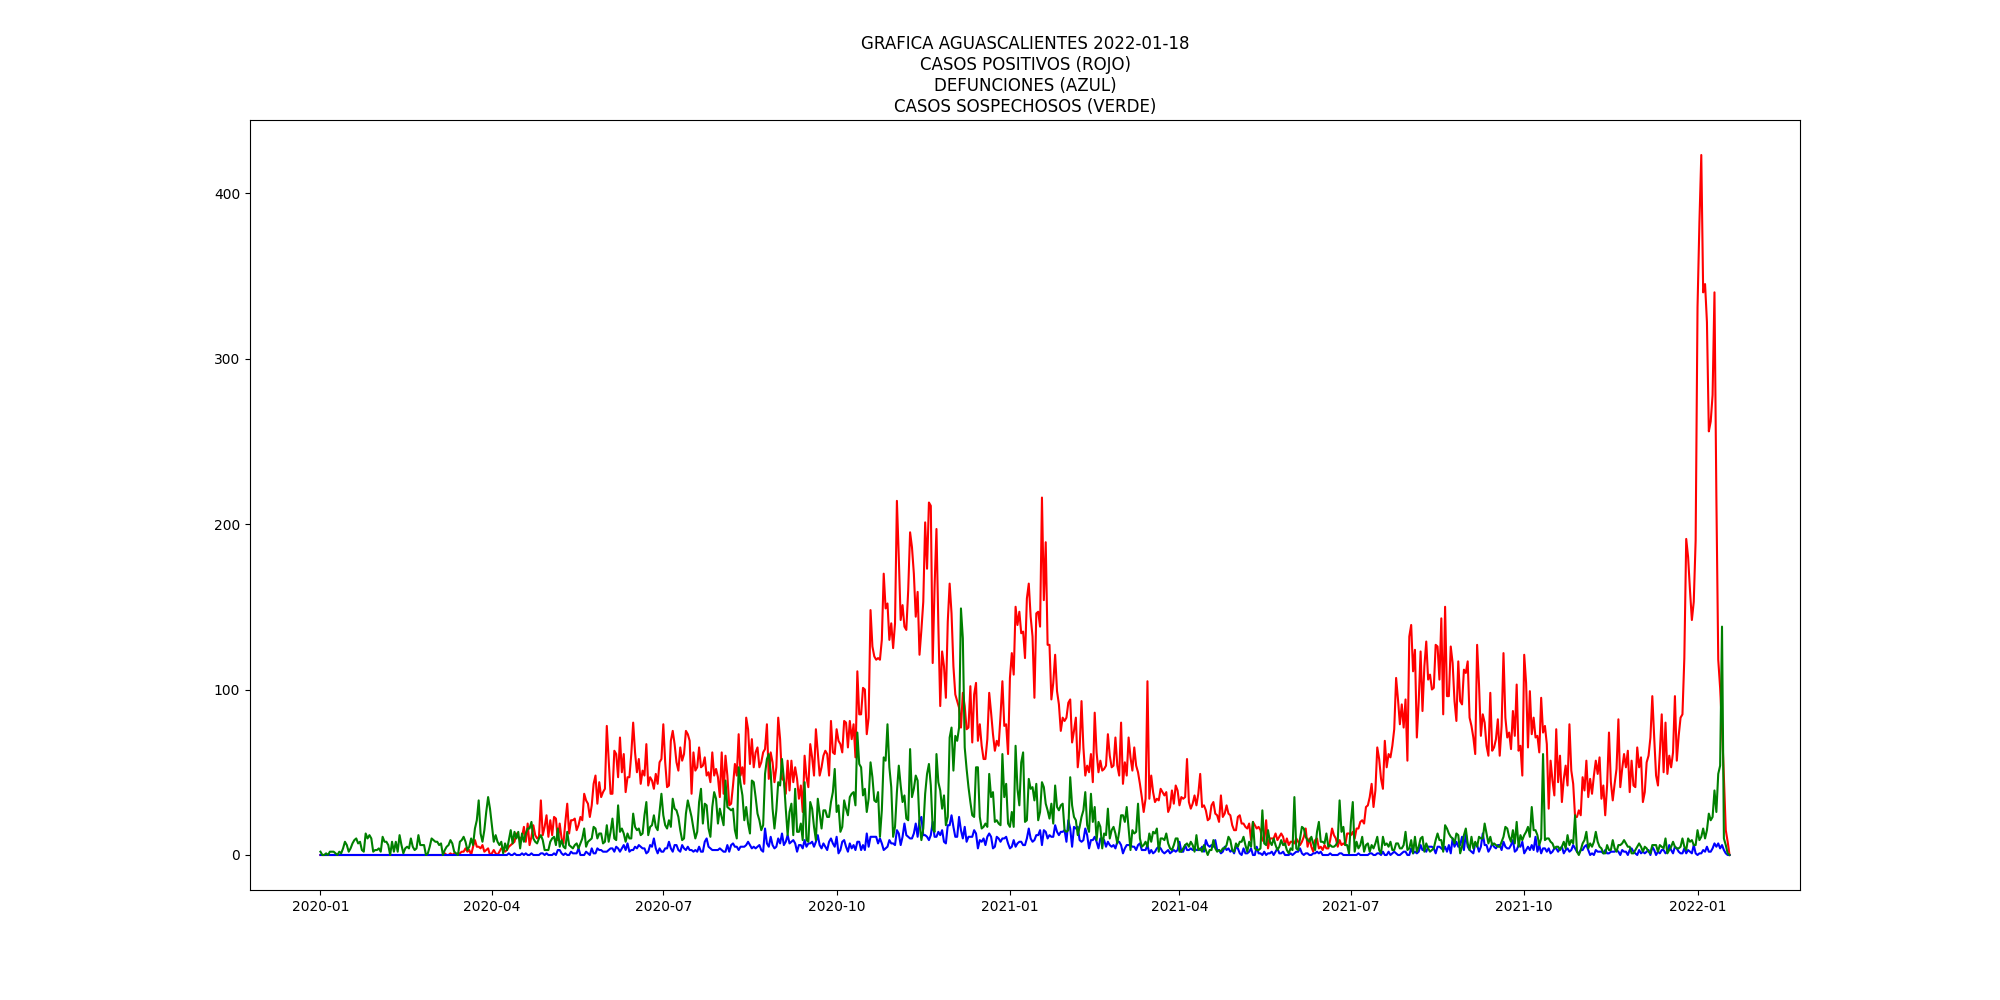 GRAFICA AGUASCALIENTES 2022-01-18
CASOS POSITIVOS (ROJO)
DEFUNCIONES (AZUL)
CASOS SOSPECHOSOS (VERDE)
400
300
200
100
0
2020-01 2020-04 2020-07 2020-10 2021-01 2021-04 2021-07 2021-10 2022-01